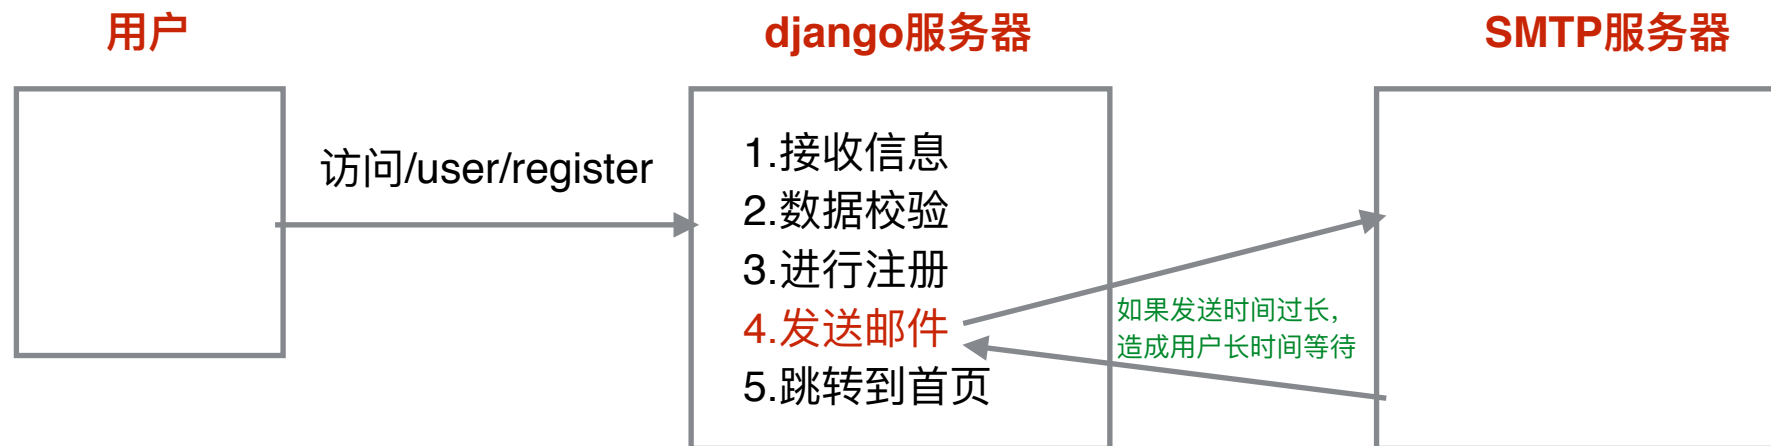 用户
django服务器
SMTP服务器
访问/user/register
1.接收信息
2.数据校验
3.进行注册
4.发送邮件
5.跳转到首页
如果发送时间过长，
造成用户长时间等待